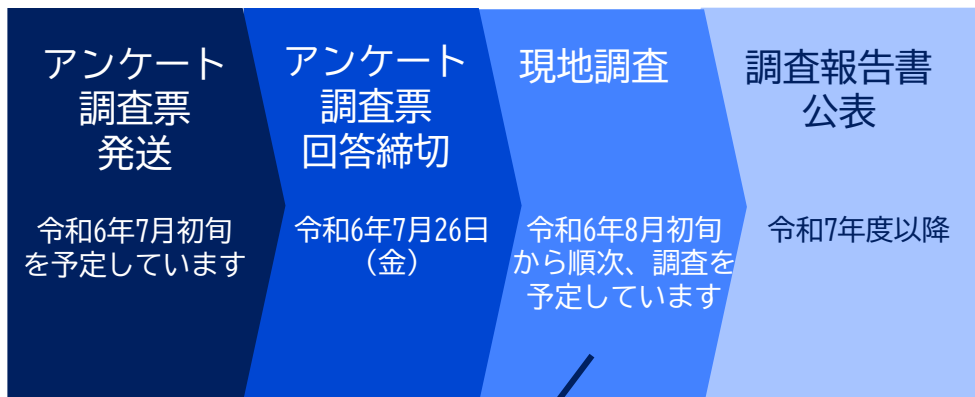 アンケート
調査票
発送
令和6年7月初旬
を予定しています
アンケート
調査票
回答締切
令和6年7月26日
（金）
現地調査
令和6年8月初旬
から順次、調査を
予定しています
調査報告書
公表
令和7年度以降